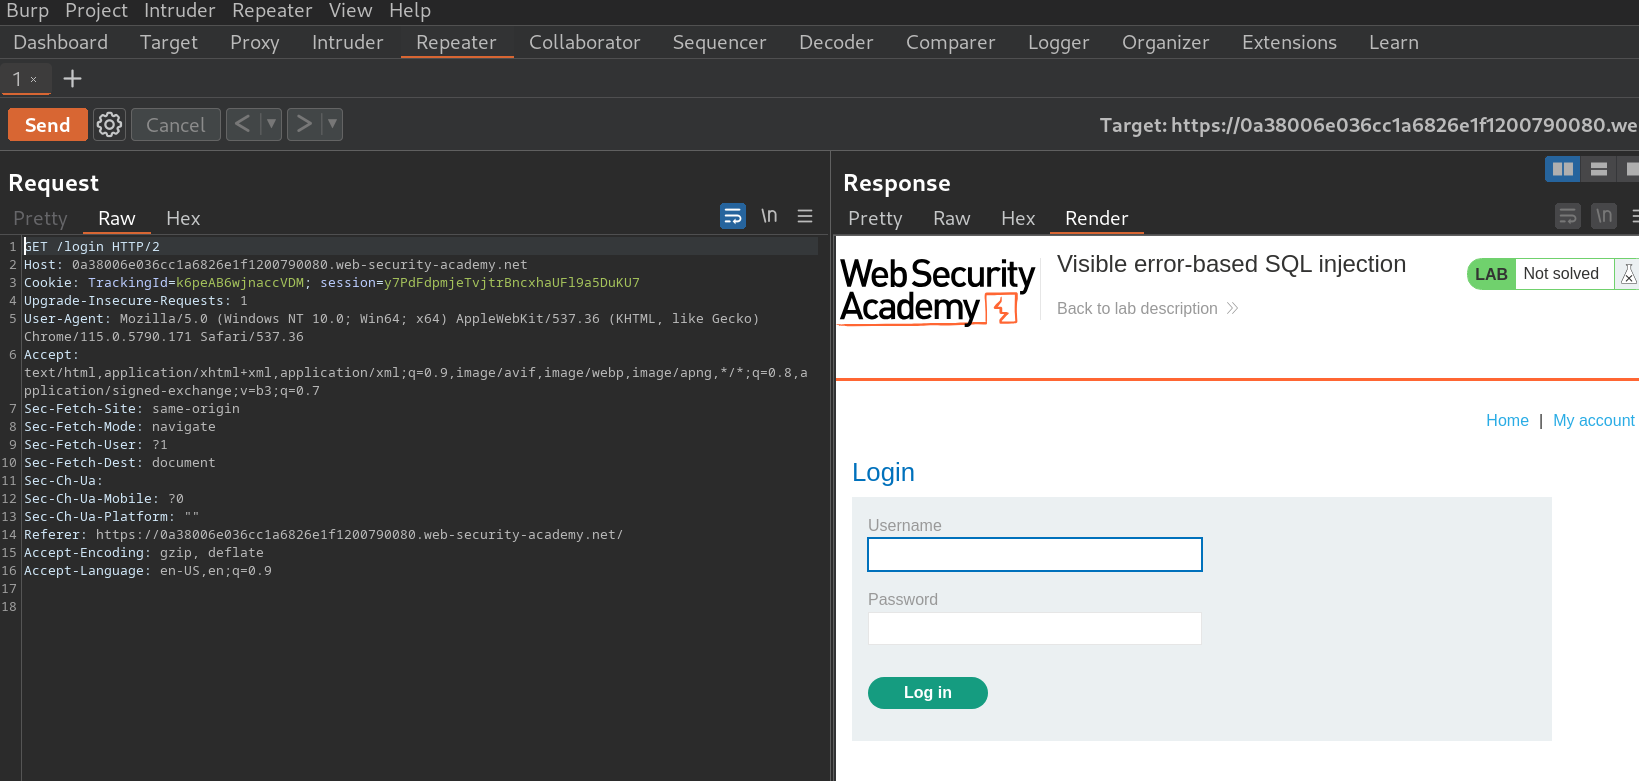 Burp Project Intruder Repeater View Help
Dashboard Target Proxy Intruder Repeater Collaborator Sequencer Decoder Comparer Logger Organizer Extensions Learn
1 × +
Send Cancel < > Target: https://0a38006e036cc1a6826e1f1200790080.we
Request
Pretty Raw Hex \n
1 GET /login HTTP/2
2 Host: 0a38006e036cc1a6826e1f1200790080.web-security-academy.net
3 Cookie: TrackingId=k6peAB6wjnaccVDM; session=y7PdFdpmjeTvjtrBncxhaUFl9a5DuKU7
4 Upgrade-Insecure-Requests: 1
5 User-Agent: Mozilla/5.0 (Windows NT 10.0; Win64; x64) AppleWebKit/537.36 (KHTML, like Gecko)
Chrome/115.0.5790.171 Safari/537.36
6 Accept:
text/html,application/xhtml+xml,application/xml;q=0.9,image/avif,image/webp,image/apng,*/*;q=0.8,a
pplication/signed-exchange;v=b3;q=0.7
7 Sec-Fetch-Site: same-origin
8 Sec-Fetch-Mode: navigate
9 Sec-Fetch-User: ?1
10 Sec-Fetch-Dest: document
11 Sec-Ch-Ua:
12 Sec-Ch-Ua-Mobile: ?0
13 Sec-Ch-Ua-Platform: ""
14 Referer: https://0a38006e036cc1a6826e1f1200790080.web-security-academy.net/
15 Accept-Encoding: gzip, deflate
16 Accept-Language: en-US,en;q=0.9
17
18
Response
Pretty Raw Hex Render \n
Web Security
Academy
Visible error-based SQL injection
Back to lab description
LAB Not solved
Home | My account
Login
Username
Password
Log in